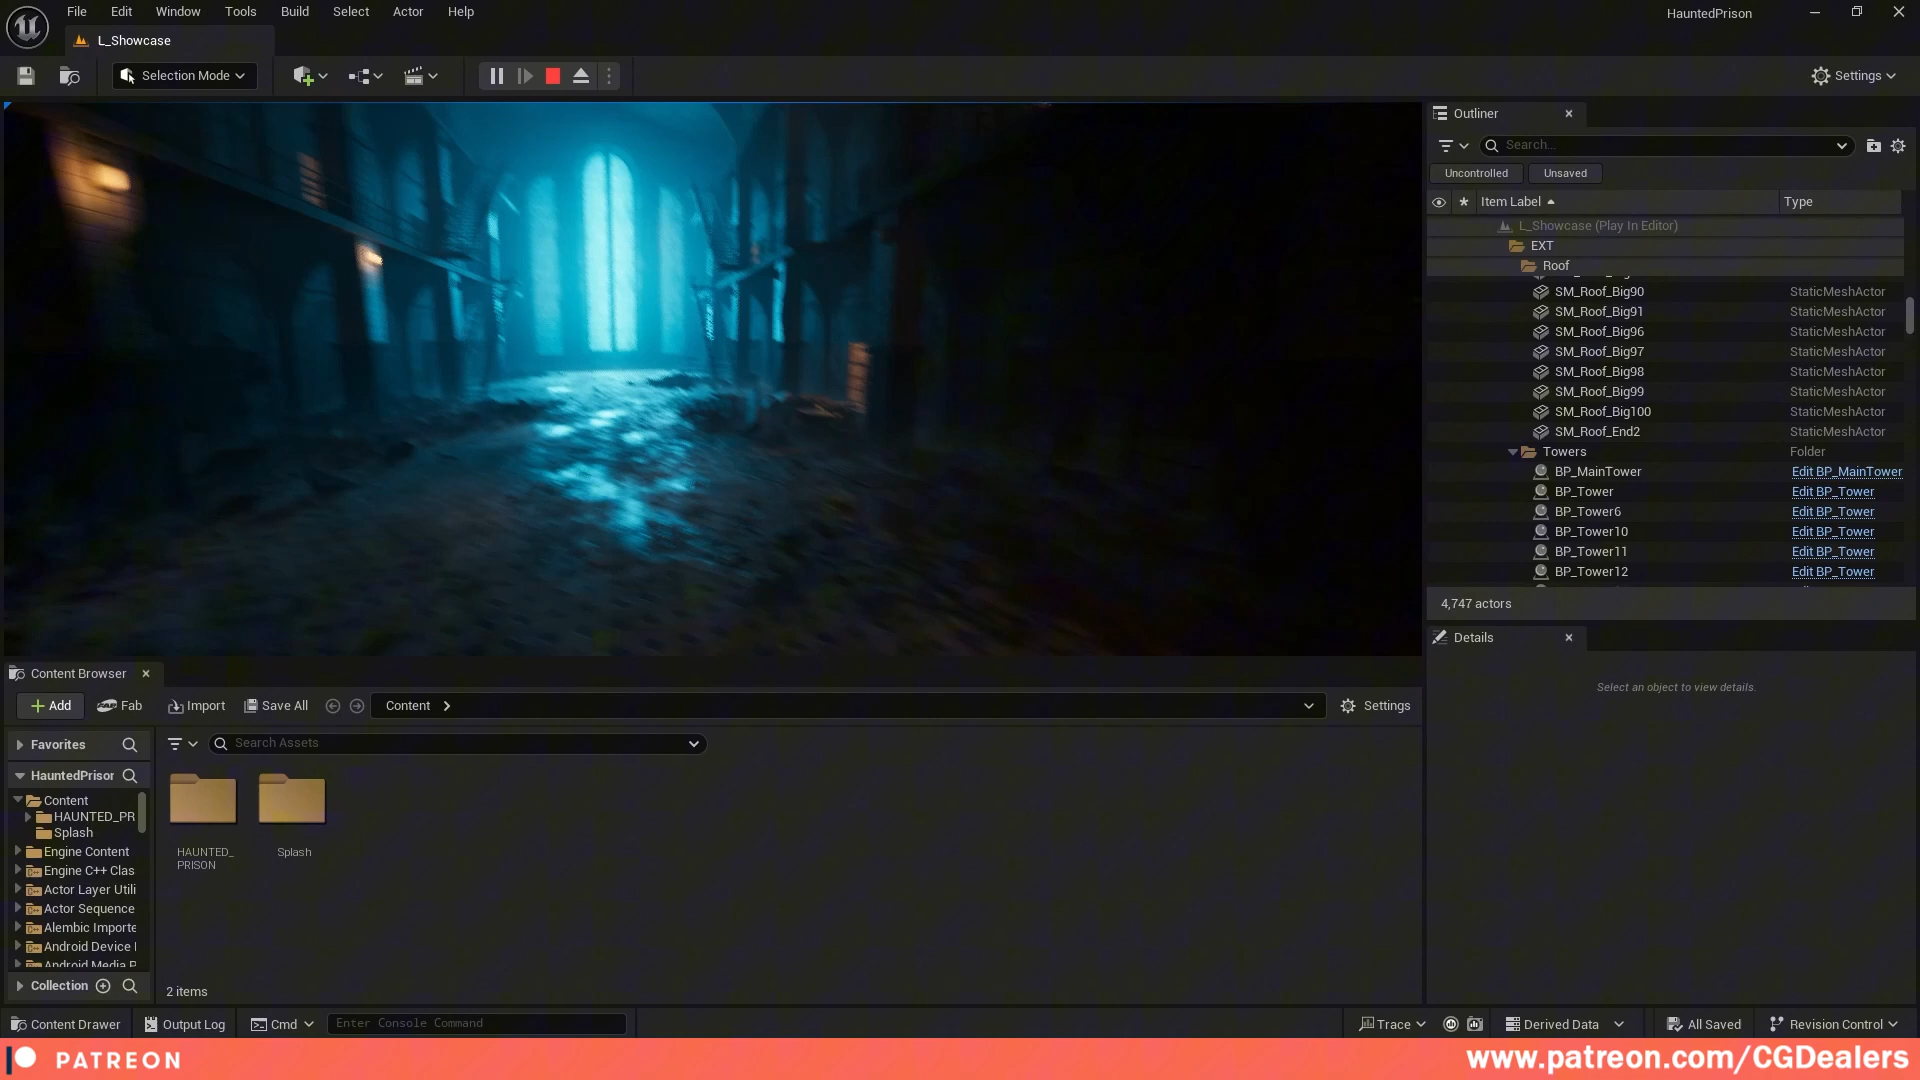 File Edit Window Tools Build Select Actor Help
HauntedPrison
L_Showcase
Selection Mode
Settings
Outliner
Search...
Uncontrolled Unsaved
Item Label Type
L_Showcase (Play In Editor)
EXT
Roof
SM_Roof_Big90 StaticMeshActor
SM_Roof_Big91 StaticMeshActor
SM_Roof_Big96 StaticMeshActor
SM_Roof_Big97 StaticMeshActor
SM_Roof_Big98 StaticMeshActor
SM_Roof_Big99 StaticMeshActor
SM_Roof_Big100 StaticMeshActor
SM_Roof_End2 StaticMeshActor
Towers Folder
BP_MainTower Edit BP_MainTower
BP_Tower Edit BP_Tower
BP_Tower6 Edit BP_Tower
BP_Tower10 Edit BP_Tower
BP_Tower11 Edit BP_Tower
BP_Tower12 Edit BP_Tower
4,747 actors
Details
Select an object to view details.
Content Browser
Add Fab Import Save All Content Settings
Favorites
Search Assets
HauntedPrisor
Content
HAUNTED_PR
Splash
Engine Content
Engine C++ Clas
Actor Layer Utili
Actor Sequence
Alembic Importe
Android Device
Android Media P
Collection
HAUNTED_
PRISON
Splash
2 items
Content Drawer Output Log Cmd Enter Console Command Trace Derived Data All Saved Revision Control
PATREON
www.patreon.com/CGDealers